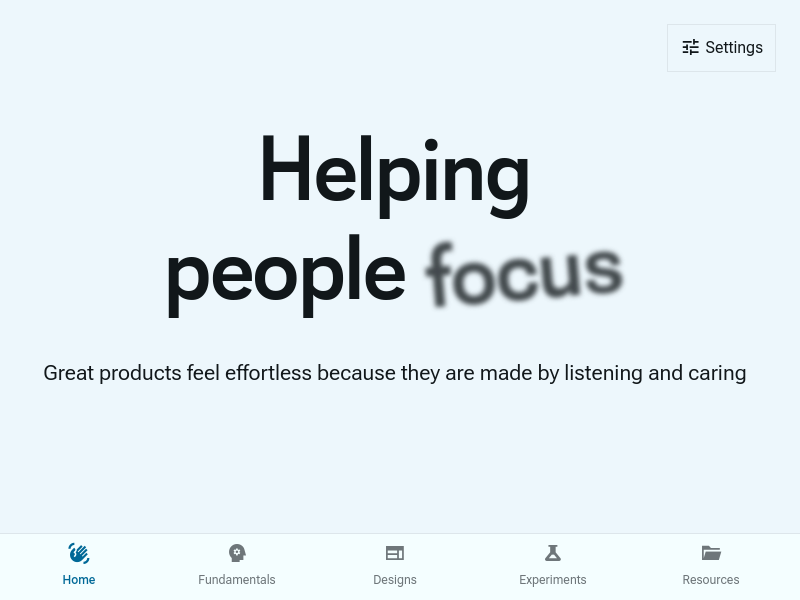 Settings
Helping
people focus
Great products feel effortless because they are made by listening and caring
Home
Fundamentals
Designs
Experiments
Resources